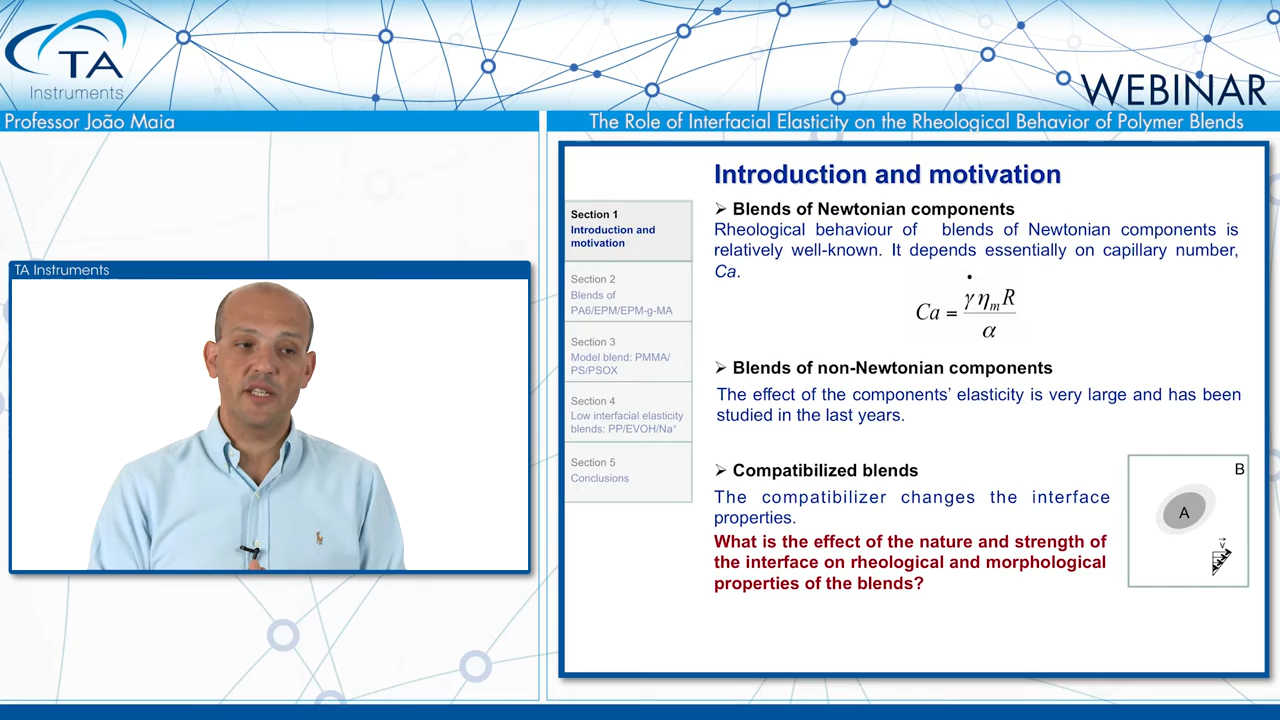 TA
Instruments
WEBINAR
Professor João Maia
The Role of Interfacial Elasticity on the Rheological Behavior of Polymer Blends
TA Instruments
Section 1
Introduction and
motivation
Section 2
Blends of
PA6/EPM/EPM-g-MA
Section 3
Model blend: PMMA/
PS/PSOX
Section 4
Low interfacial elasticity
blends: PP/EVOH/Na⁺
Section 5
Conclusions
Introduction and motivation
➢ Blends of Newtonian components
Rheological behaviour of blends of Newtonian components is
relatively well-known. It depends essentially on capillary number,
Ca.
Ca = γ̇ ηₘ R / α
➢ Blends of non-Newtonian components
The effect of the components' elasticity is very large and has been
studied in the last years.
➢ Compatibilized blends
The compatibilizer changes the interface
properties.
What is the effect of the nature and strength of
the interface on rheological and morphological
properties of the blends?
B
A
v⃗